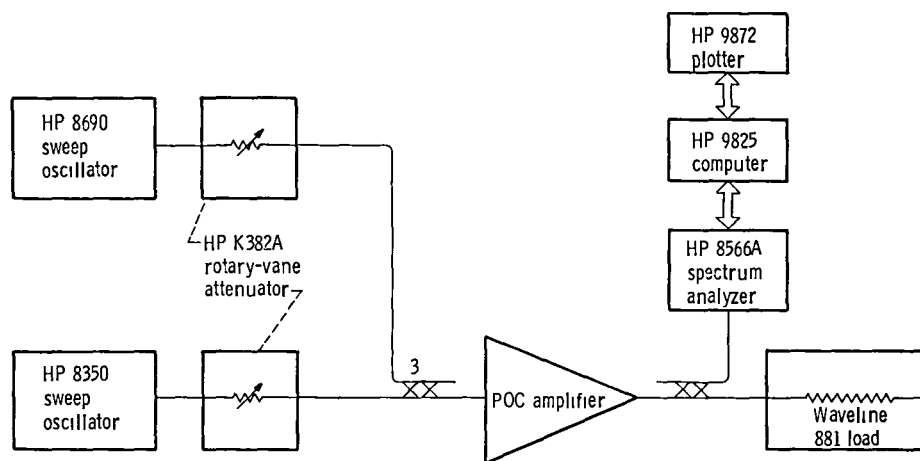 HP 9872
plotter
HP 8690
sweep
oscillator
HP 9825
computer
HP K382A
rotary-vane
attenuator
HP 8566A
spectrum
analyzer
HP 8350
sweep
oscillator
3
POC amplifier
Waveline
881 load